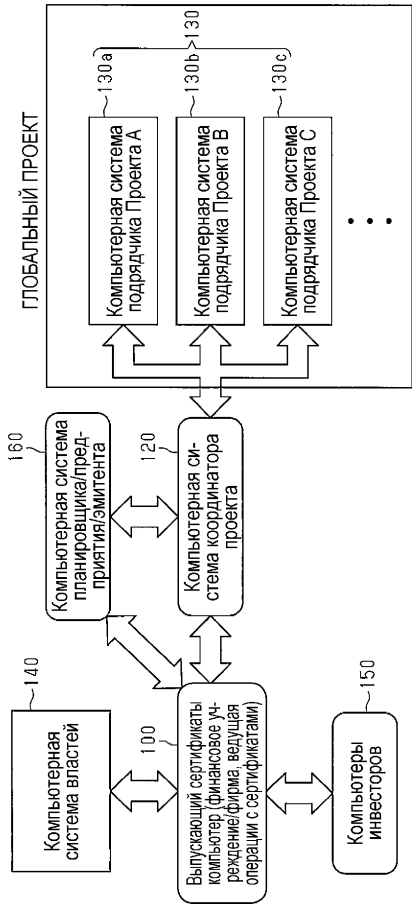 ГЛОБАЛЬНЫЙ ПРОЕКТ
140
Компьютерная
система властей
160
Компьютерная система
планировщика/пред-
приятия/эмитента
130a
Компьютерная система
подрядчика Проекта A
130
100
Выпускающий сертификаты
компьютер (финансовое уч-
реждение/фирма, ведущая
операции с сертификатами)
120
Компьютерная си-
стема координатора
проекта
130b
Компьютерная система
подрядчика Проекта B
130c
Компьютерная система
подрядчика Проекта C
150
Компьютеры
инвесторов